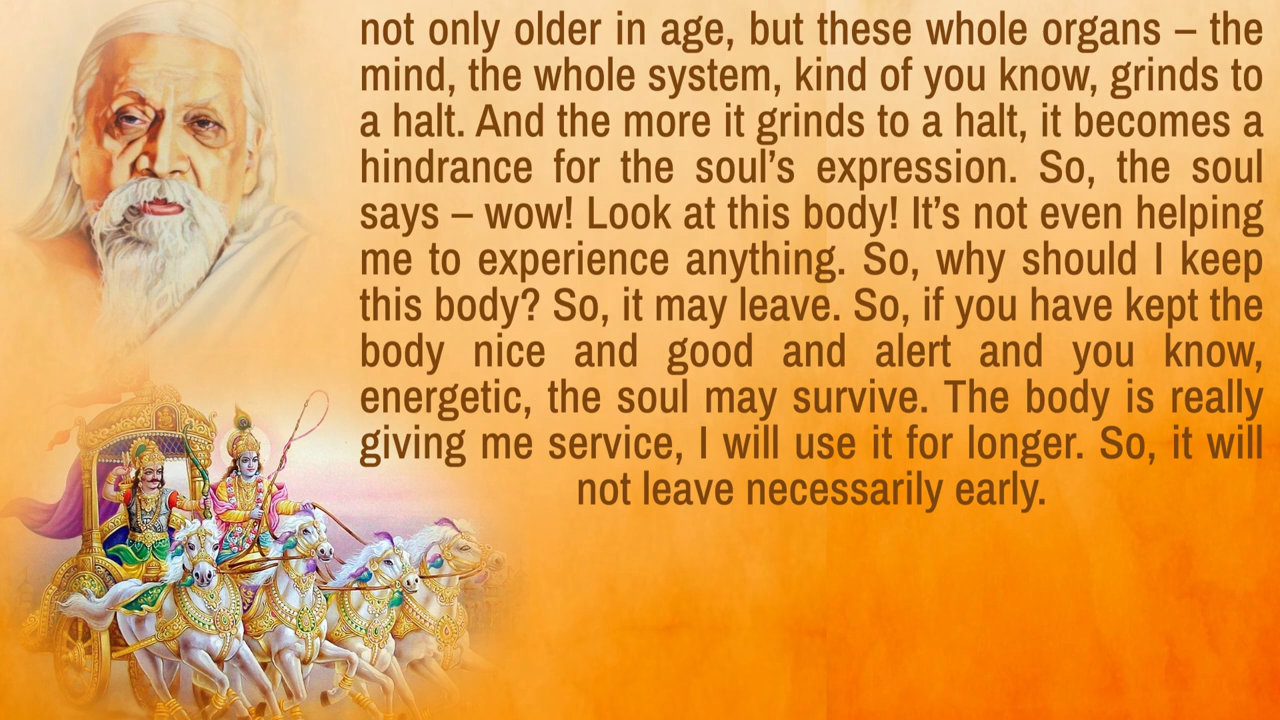 not only older in age, but these whole organs – the
mind, the whole system, kind of you know, grinds to
a halt. And the more it grinds to a halt, it becomes a
hindrance for the soul’s expression. So, the soul
says – wow! Look at this body! It’s not even helping
me to experience anything. So, why should I keep
this body? So, it may leave. So, if you have kept the
body nice and good and alert and you know,
energetic, the soul may survive. The body is really
giving me service, I will use it for longer. So, it will
not leave necessarily early.